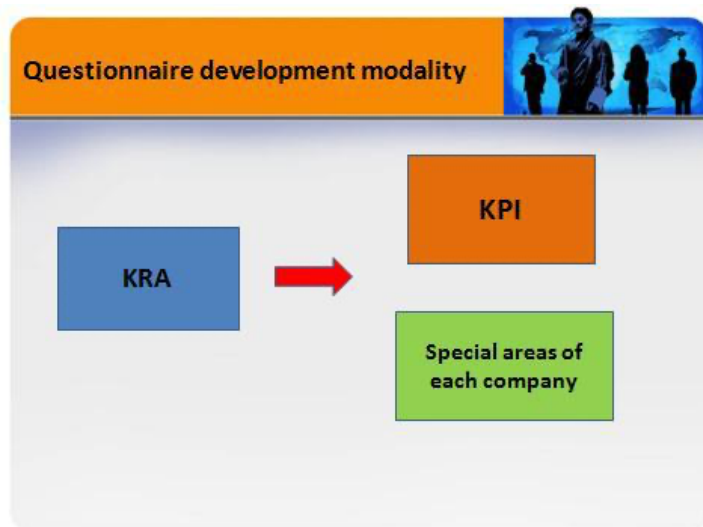 Questionnaire development modality
KRA
KPI
Special areas of
each company